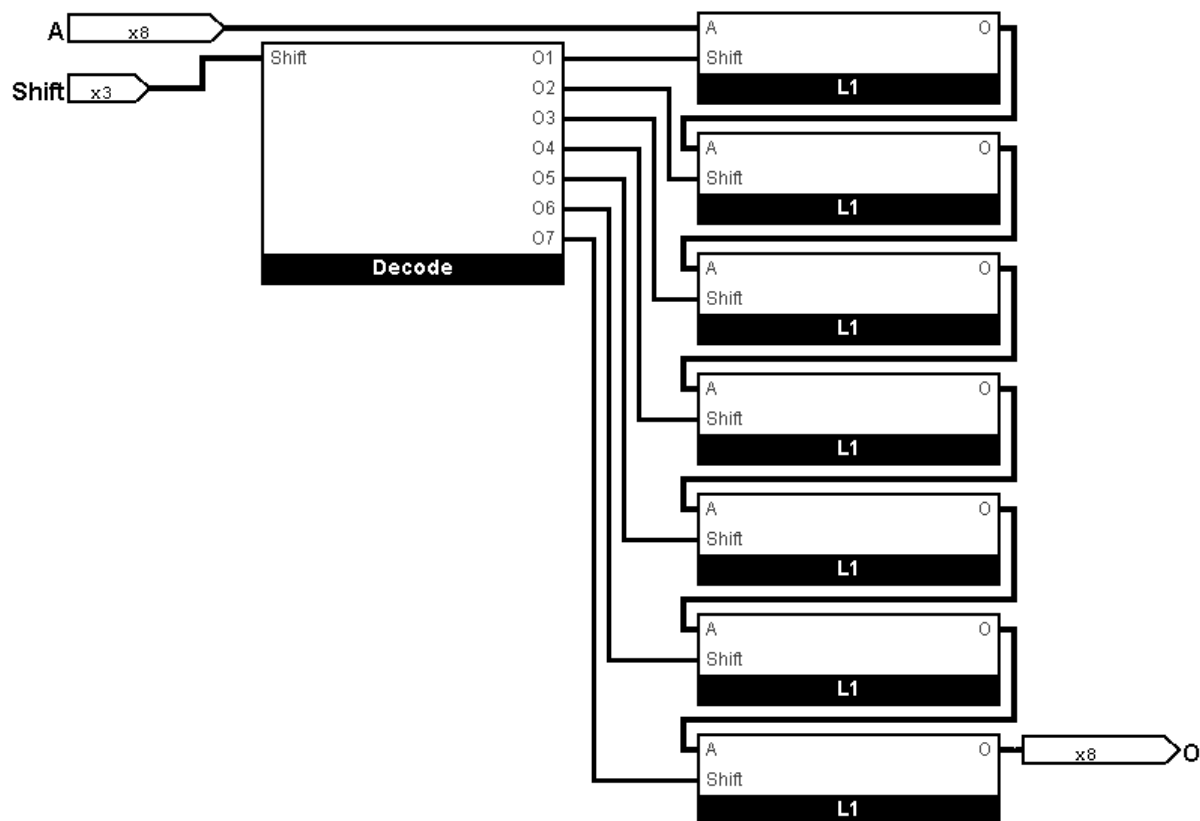 A x8 A O
Shift O1 Shift
Shift x3 L1
O2
O3
O4 A O
O5 Shift
O6 L1
O7
Decode A O
Shift
L1
A O
Shift
L1
A O
Shift
L1
A O
Shift
L1
A O x8 O
Shift
L1